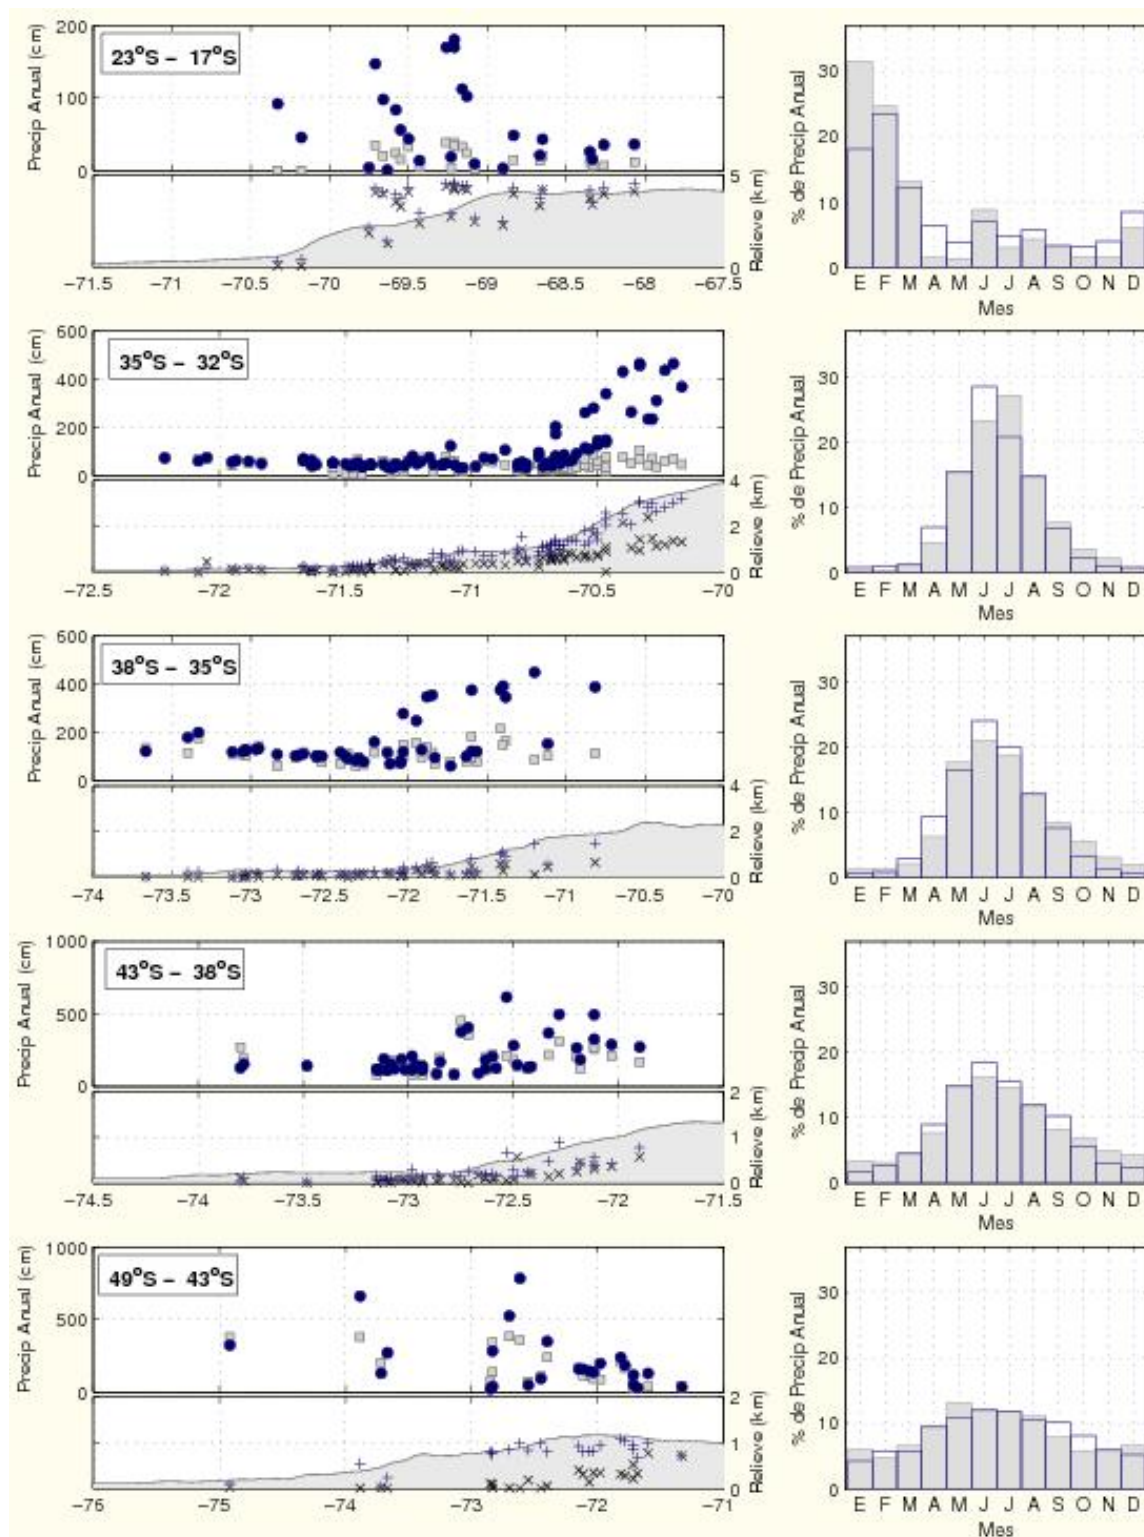 Precip Anual (cm)
200
100
0
23°S – 17°S
5
0
Relieve (km)
−71.5 −71 −70.5 −70 −69.5 −69 −68.5 −68 −67.5
% de Precip Anual
30
20
10
0
E F M A M J J A S O N D
Mes
Precip Anual (cm)
600
400
200
0
35°S – 32°S
4
2
0
Relieve (km)
−72.5 −72 −71.5 −71 −70.5 −70
% de Precip Anual
30
20
10
0
E F M A M J J A S O N D
Mes
Precip Anual (cm)
600
400
200
0
38°S – 35°S
4
2
0
Relieve (km)
−74 −73.5 −73 −72.5 −72 −71.5 −71 −70.5 −70
% de Precip Anual
30
20
10
0
E F M A M J J A S O N D
Mes
Precip Anual (cm)
1000
500
0
43°S – 38°S
2
1
0
Relieve (km)
−74.5 −74 −73.5 −73 −72.5 −72 −71.5
% de Precip Anual
30
20
10
0
E F M A M J J A S O N D
Mes
Precip Anual (cm)
1000
500
0
49°S – 43°S
2
1
0
Relieve (km)
−76 −75 −74 −73 −72 −71
% de Precip Anual
30
20
10
0
E F M A M J J A S O N D
Mes